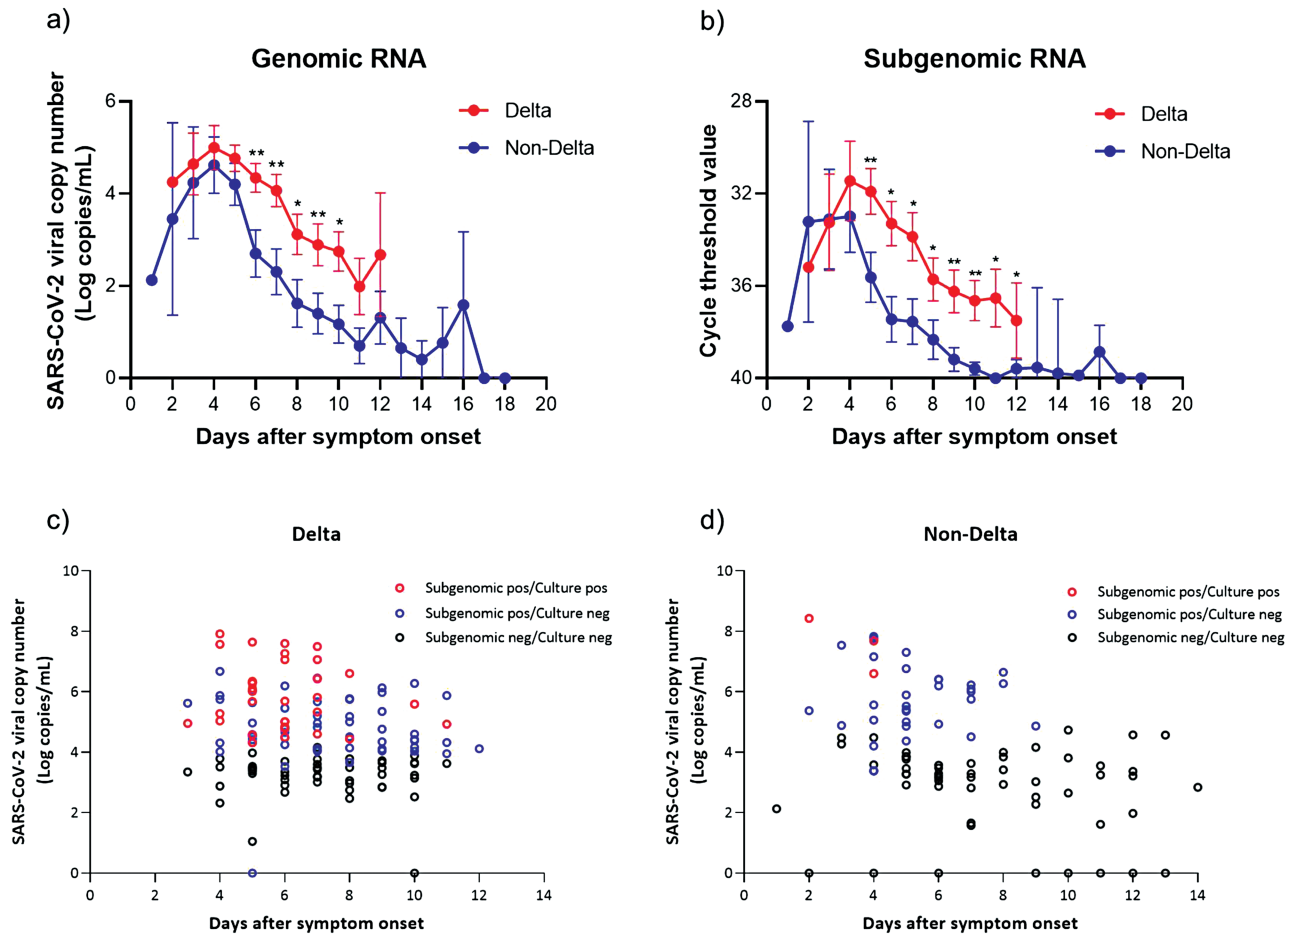 a)
Genomic RNA
SARS-CoV-2 viral copy number
(Log copies/mL)
6
4
2
0
Delta
Non-Delta
** ** * ** *
0 2 4 6 8 10 12 14 16 18 20
Days after symptom onset
b)
Subgenomic RNA
Cycle threshold value
28
32
36
40
Delta
Non-Delta
** * * * ** ** * *
0 2 4 6 8 10 12 14 16 18 20
Days after symptom onset
c)
Delta
SARS-CoV-2 viral copy number
(Log copies/mL)
10
8
6
4
2
0
Subgenomic pos/Culture pos
Subgenomic pos/Culture neg
Subgenomic neg/Culture neg
0 2 4 6 8 10 12 14
Days after symptom onset
d)
Non-Delta
SARS-CoV-2 viral copy number
(Log copies/mL)
10
8
6
4
2
0
Subgenomic pos/Culture pos
Subgenomic pos/Culture neg
Subgenomic neg/Culture neg
0 2 4 6 8 10 12 14
Days after symptom onset